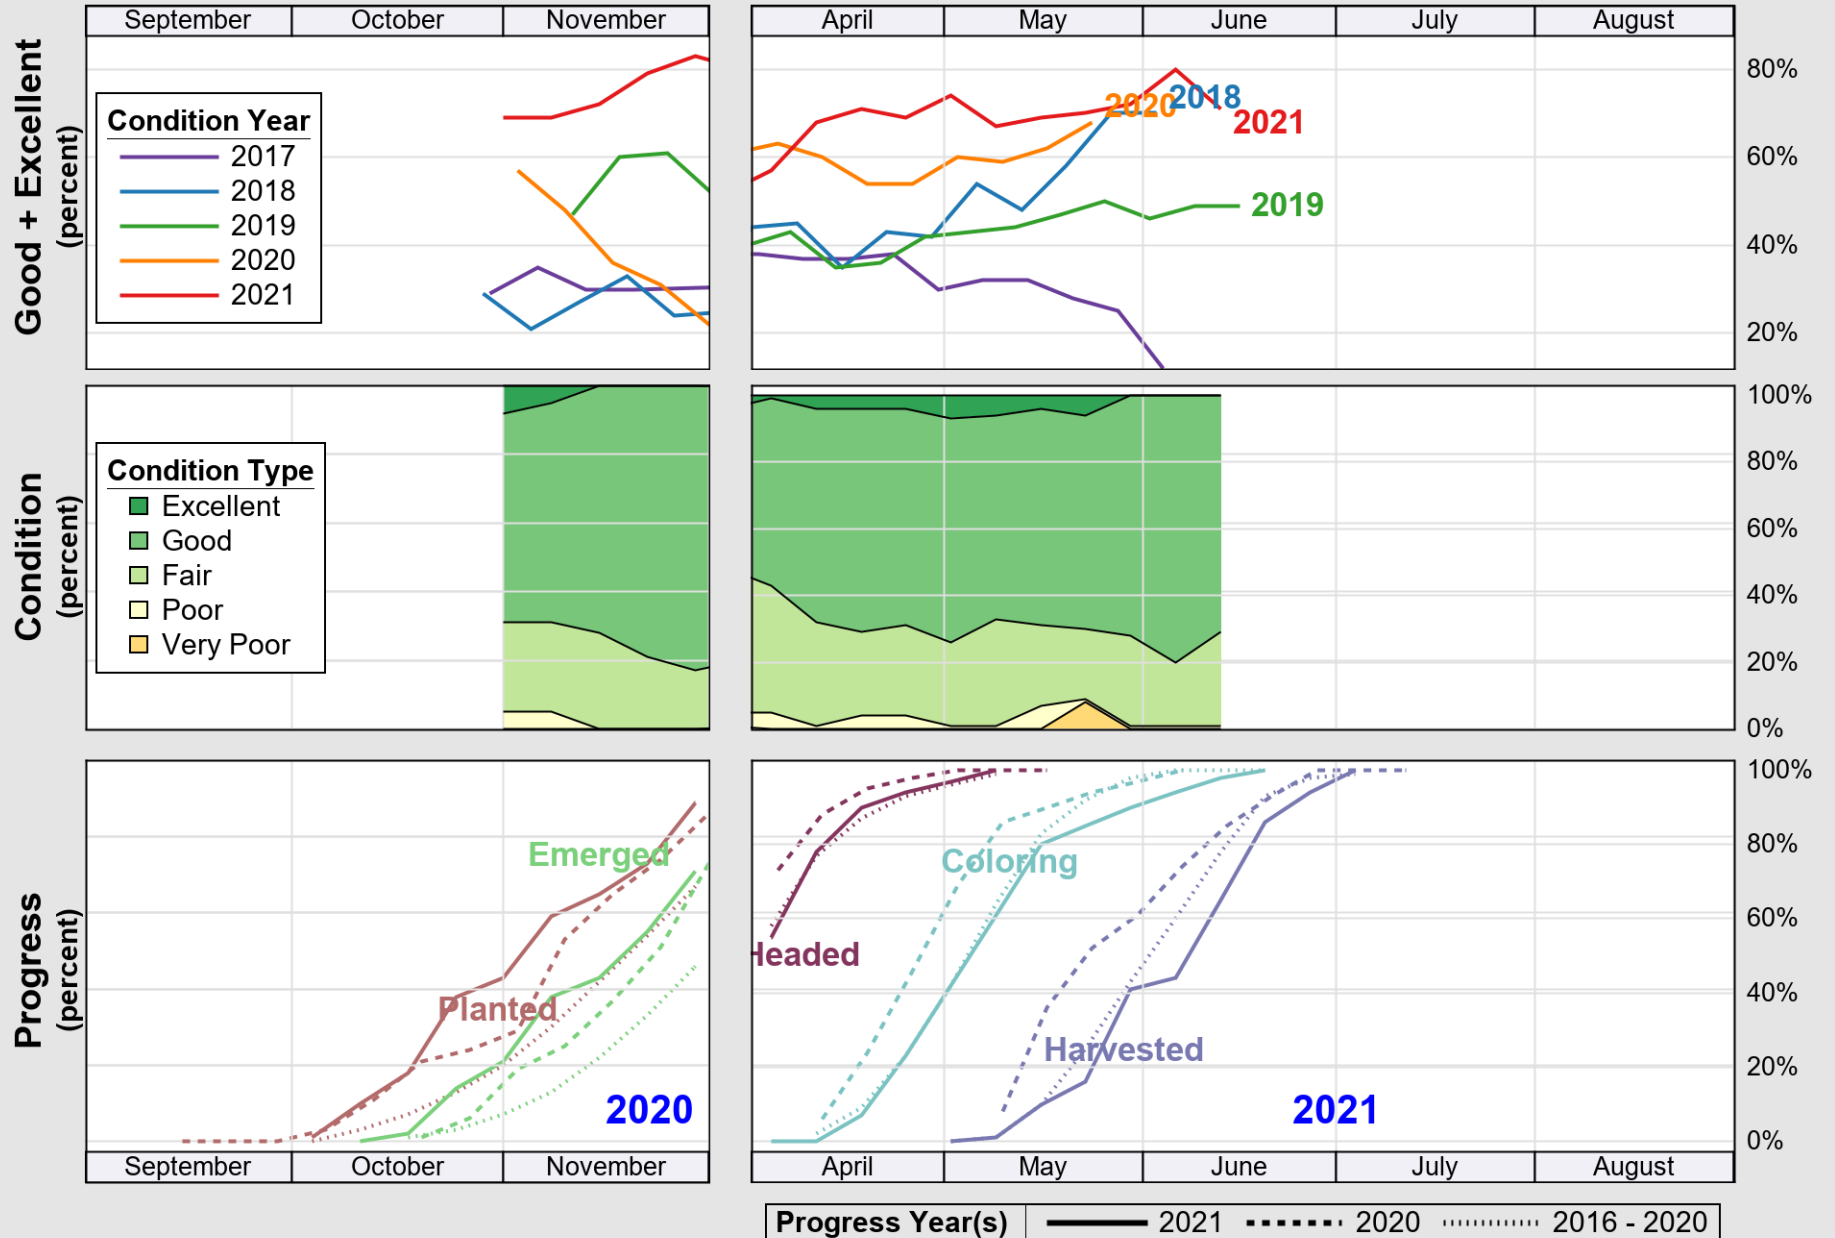 September October November April May June July August
Good + Excellent
(percent)
Condition Year
2017
2018
2019
2020
2021
2020
2018
2021
2019
80%
60%
40%
20%
Condition
(percent)
Condition Type
Excellent
Good
Fair
Poor
Very Poor
100%
80%
60%
40%
20%
0%
Progress
(percent)
Emerged
Planted
2020
Headed
Coloring
Harvested
2021
100%
80%
60%
40%
20%
0%
September October November April May June July August
Progress Year(s) 2021 2020 2016 - 2020